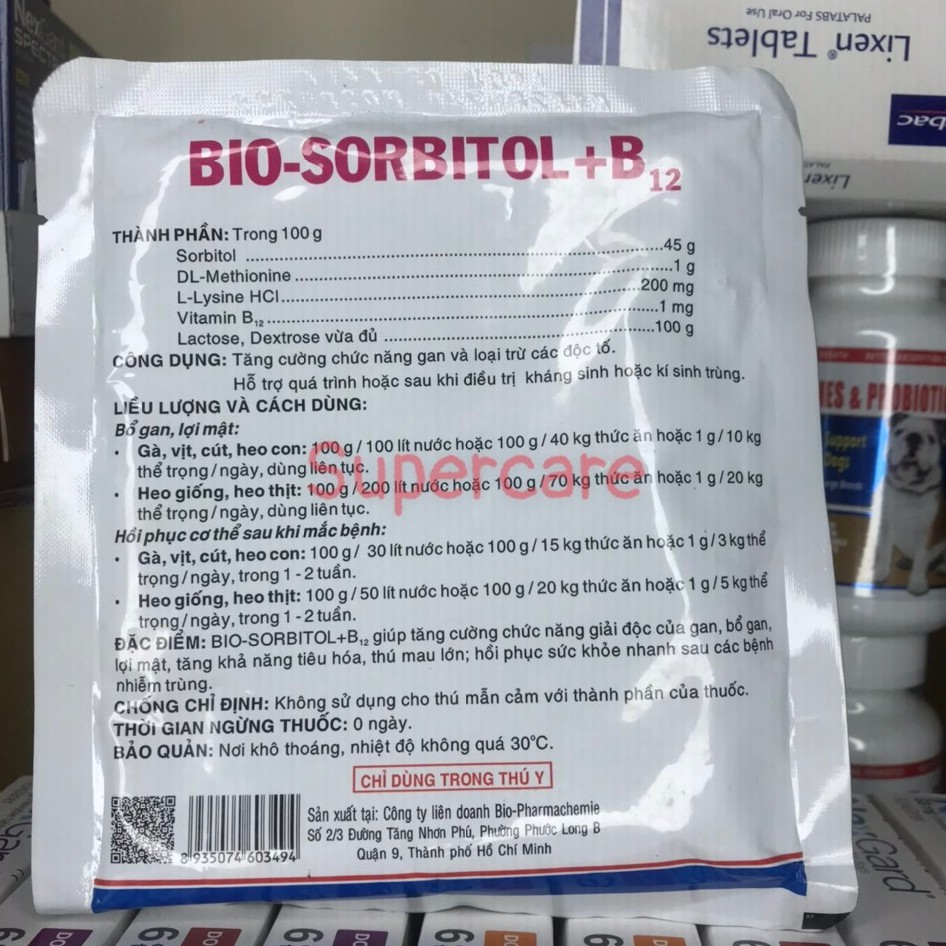 NexGard
SPECTRA
Lixen® Tablets
PALATABS For Oral Use
bac
Lixen
BIO-SORBITOL+B12
THÀNH PHẦN: Trong 100 g
Sorbitol ........ 45 g
DL-Methionine ........ 1 g
L-Lysine HCl ........ 200 mg
Vitamin B12 ........ 1 mg
Lactose, Dextrose vừa đủ ........ 100 g
CÔNG DỤNG: Tăng cường chức năng gan và loại trừ các độc tố.
Hỗ trợ quá trình hoặc sau khi điều trị kháng sinh hoặc kí sinh trùng.
LIỀU LƯỢNG VÀ CÁCH DÙNG:
Bổ gan, lợi mật:
• Gà, vịt, cút, heo con: 100 g / 100 lít nước hoặc 100 g / 40 kg thức ăn hoặc 1 g / 10 kg
thể trọng / ngày, dùng liên tục.
• Heo giống, heo thịt: 100 g / 200 lít nước hoặc 100 g / 70 kg thức ăn hoặc 1 g / 20 kg
thể trọng / ngày, dùng liên tục.
Supercare
Hồi phục cơ thể sau khi mắc bệnh:
• Gà, vịt, cút, heo con: 100 g / 30 lít nước hoặc 100 g / 15 kg thức ăn hoặc 1 g / 3 kg thể
trọng / ngày, trong 1 - 2 tuần.
• Heo giống, heo thịt: 100 g / 50 lít nước hoặc 100 g / 20 kg thức ăn hoặc 1 g / 5 kg thể
trọng / ngày, trong 1 - 2 tuần.
ĐẶC ĐIỂM: BIO-SORBITOL+B12 giúp tăng cường chức năng giải độc của gan, bổ gan,
lợi mật, tăng khả năng tiêu hóa, thú mau lớn; hồi phục sức khỏe nhanh sau các bệnh
nhiễm trùng.
CHỐNG CHỈ ĐỊNH: Không sử dụng cho thú mẫn cảm với thành phần của thuốc.
THỜI GIAN NGỪNG THUỐC: 0 ngày.
BẢO QUẢN: Nơi khô thoáng, nhiệt độ không quá 30°C.
CHỈ DÙNG TRONG THÚ Y
Sản xuất tại: Công ty liên doanh Bio-Pharmachemie
Số 2/3 Đường Tăng Nhơn Phú, Phường Phước Long B
Quận 9, Thành phố Hồ Chí Minh
8 935074 603494
ES & PROBIOTI
Support
Dogs
NexGard